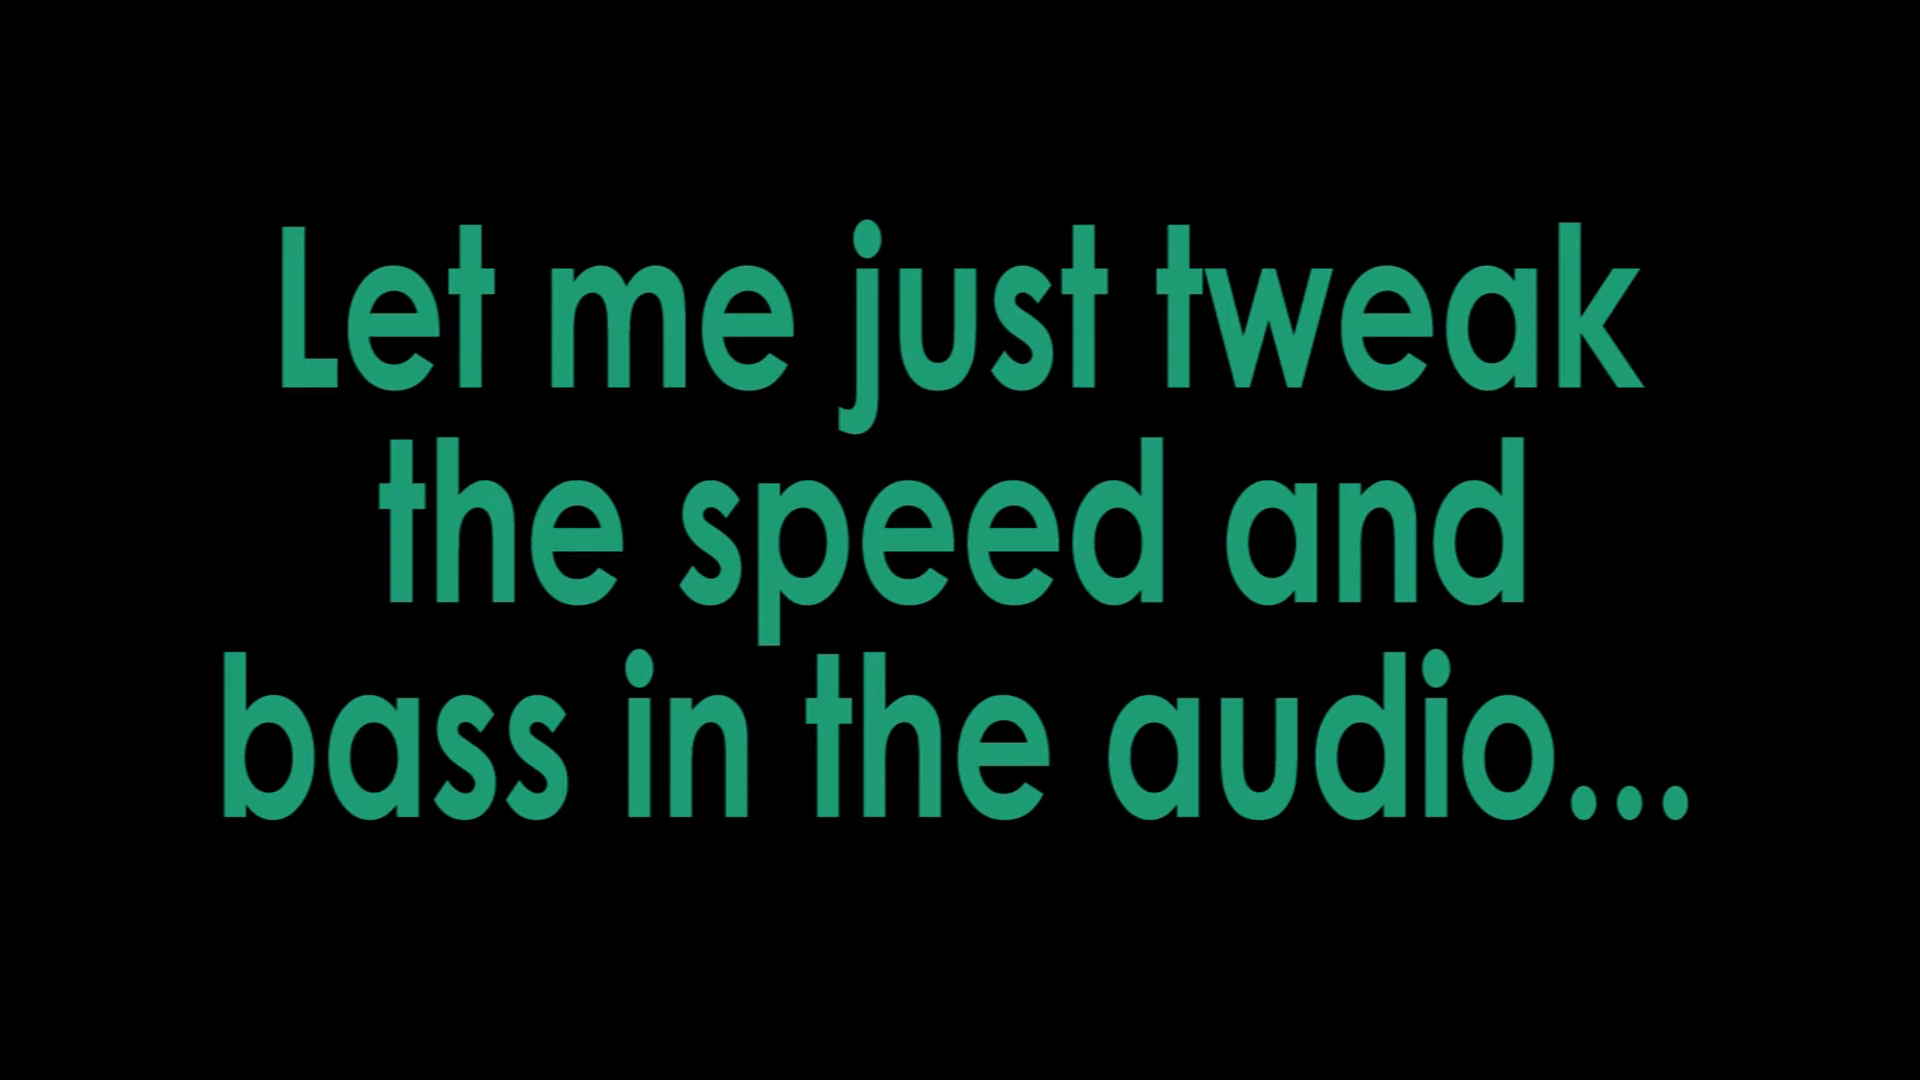 Let me just tweak
the speed and
bass in the audio...